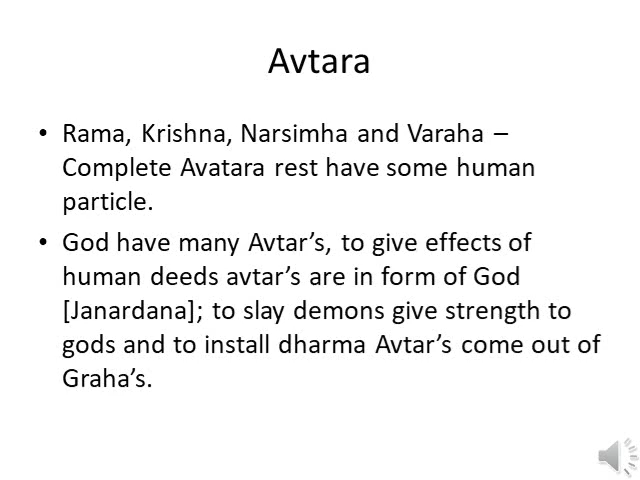 Avtara
• Rama, Krishna, Narsimha and Varaha –
Complete Avatara rest have some human
particle.
• God have many Avtar’s, to give effects of
human deeds avtar’s are in form of God
[Janardana]; to slay demons give strength to
gods and to install dharma Avtar’s come out of
Graha’s.